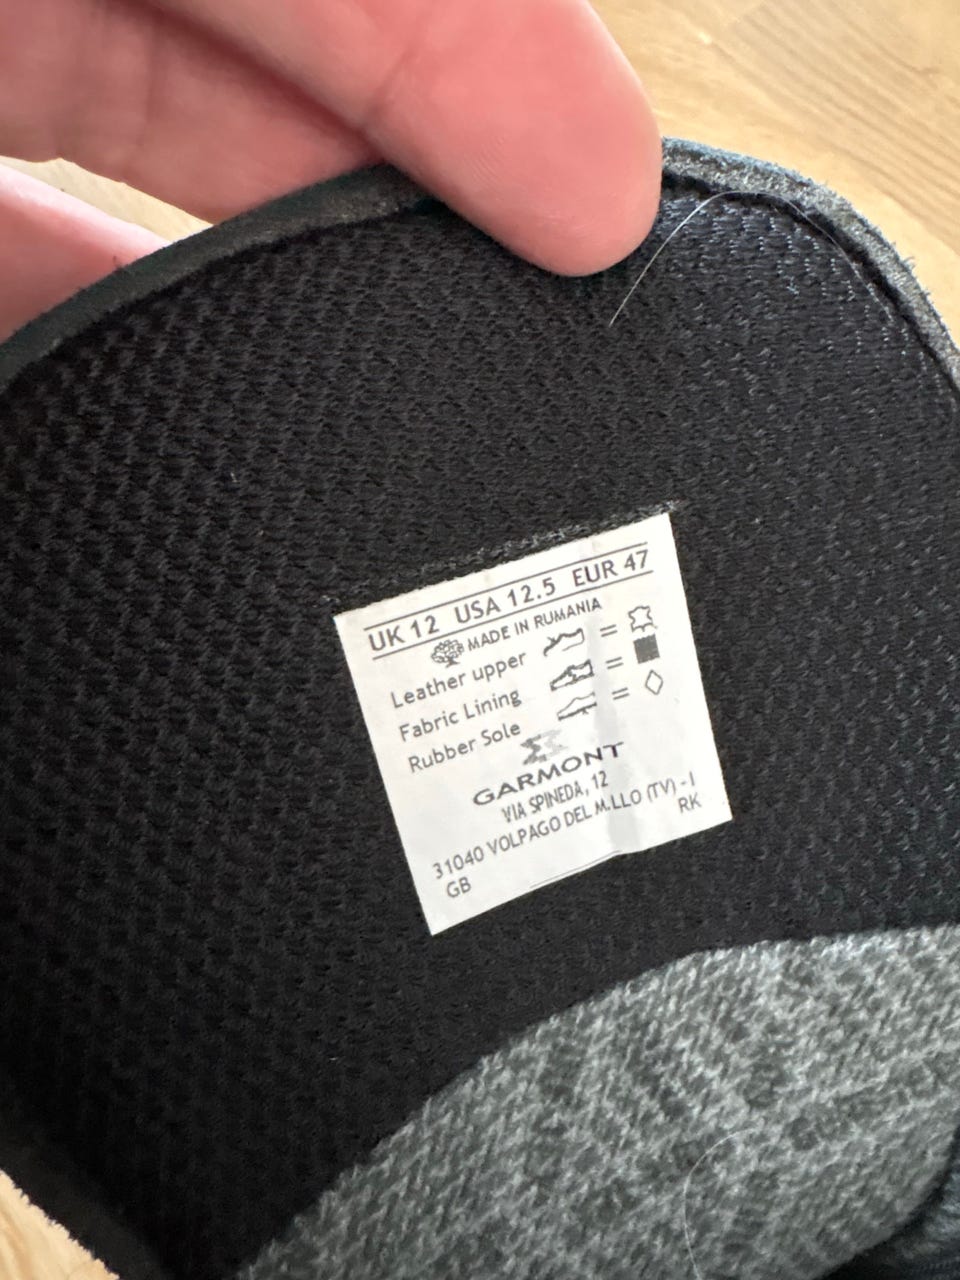 UK 12 USA 12.5 EUR 47
MADE IN RUMANIA
Leather upper =
Fabric Lining =
Rubber Sole =
GARMONT
VIA SPINEDA, 12
31040 VOLPAGO DEL M.LLO (TV) - I
GB RK